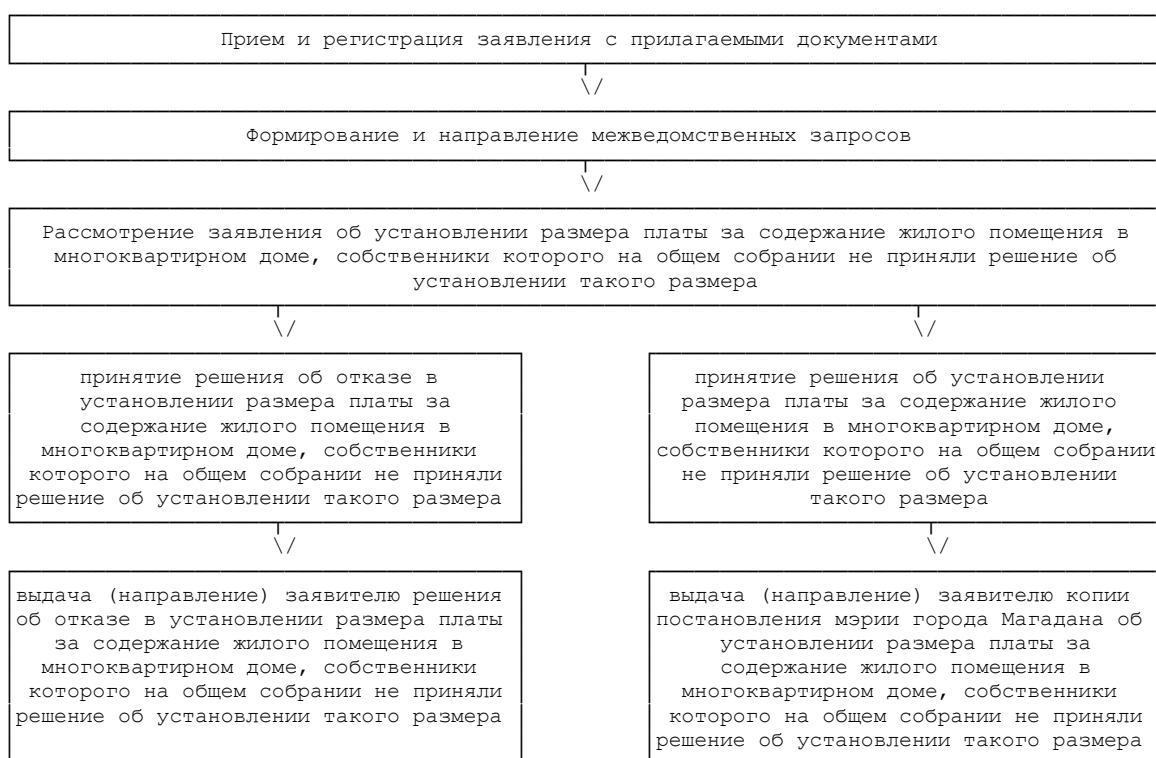 Прием и регистрация заявления с прилагаемыми документами
\/
Формирование и направление межведомственных запросов
\/
Рассмотрение заявления об установлении размера платы за содержание жилого помещения в
многоквартирном доме, собственники которого на общем собрании не приняли решение об
установлении такого размера
\/
\/
принятие решения об отказе в
установлении размера платы за
содержание жилого помещения в
многоквартирном доме, собственники
которого на общем собрании не приняли
решение об установлении такого размера
\/
выдача (направление) заявителю решения
об отказе в установлении размера платы
за содержание жилого помещения в
многоквартирном доме, собственники
которого на общем собрании не приняли
решение об установлении такого размера
принятие решения об установлении
размера платы за содержание жилого
помещения в многоквартирном доме,
собственники которого на общем собрании
не приняли решение об установлении
такого размера
\/
выдача (направление) заявителю копии
постановления мэрии города Магадана об
установлении размера платы за
содержание жилого помещения в
многоквартирном доме, собственники
которого на общем собрании не приняли
решение об установлении такого размера